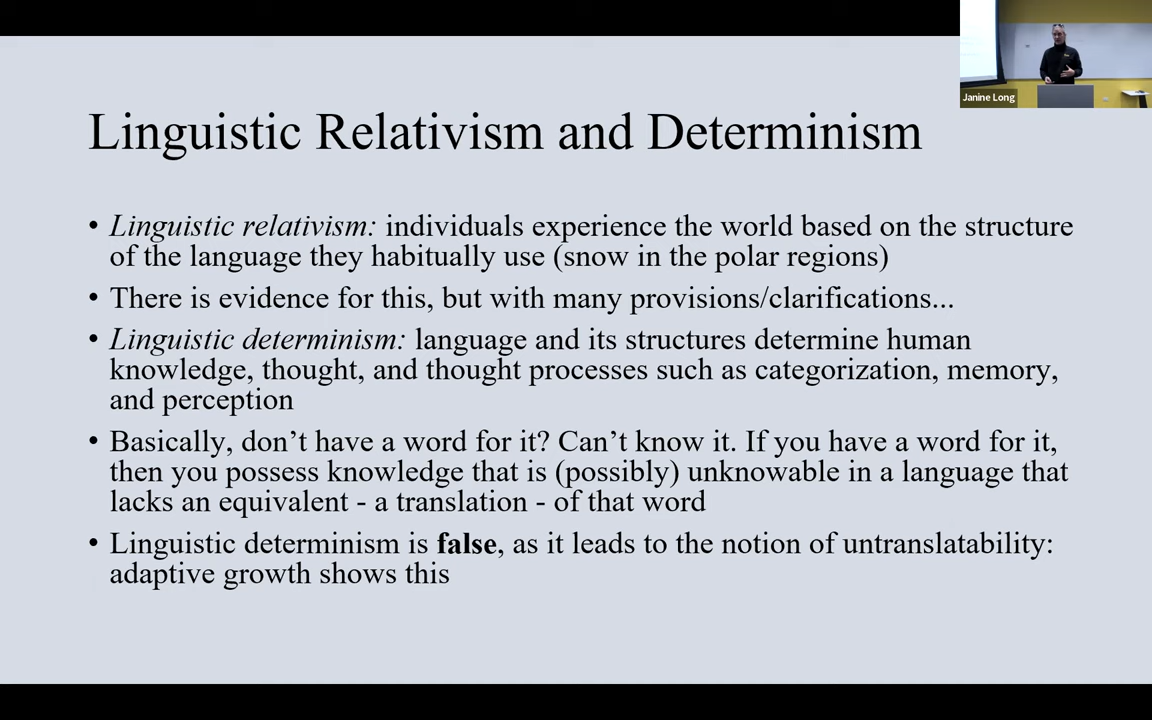 Janine Long
Linguistic Relativism and Determinism
• Linguistic relativism: individuals experience the world based on the structure
of the language they habitually use (snow in the polar regions)
• There is evidence for this, but with many provisions/clarifications...
• Linguistic determinism: language and its structures determine human
knowledge, thought, and thought processes such as categorization, memory,
and perception
• Basically, don’t have a word for it? Can’t know it. If you have a word for it,
then you possess knowledge that is (possibly) unknowable in a language that
lacks an equivalent - a translation - of that word
• Linguistic determinism is false, as it leads to the notion of untranslatability:
adaptive growth shows this